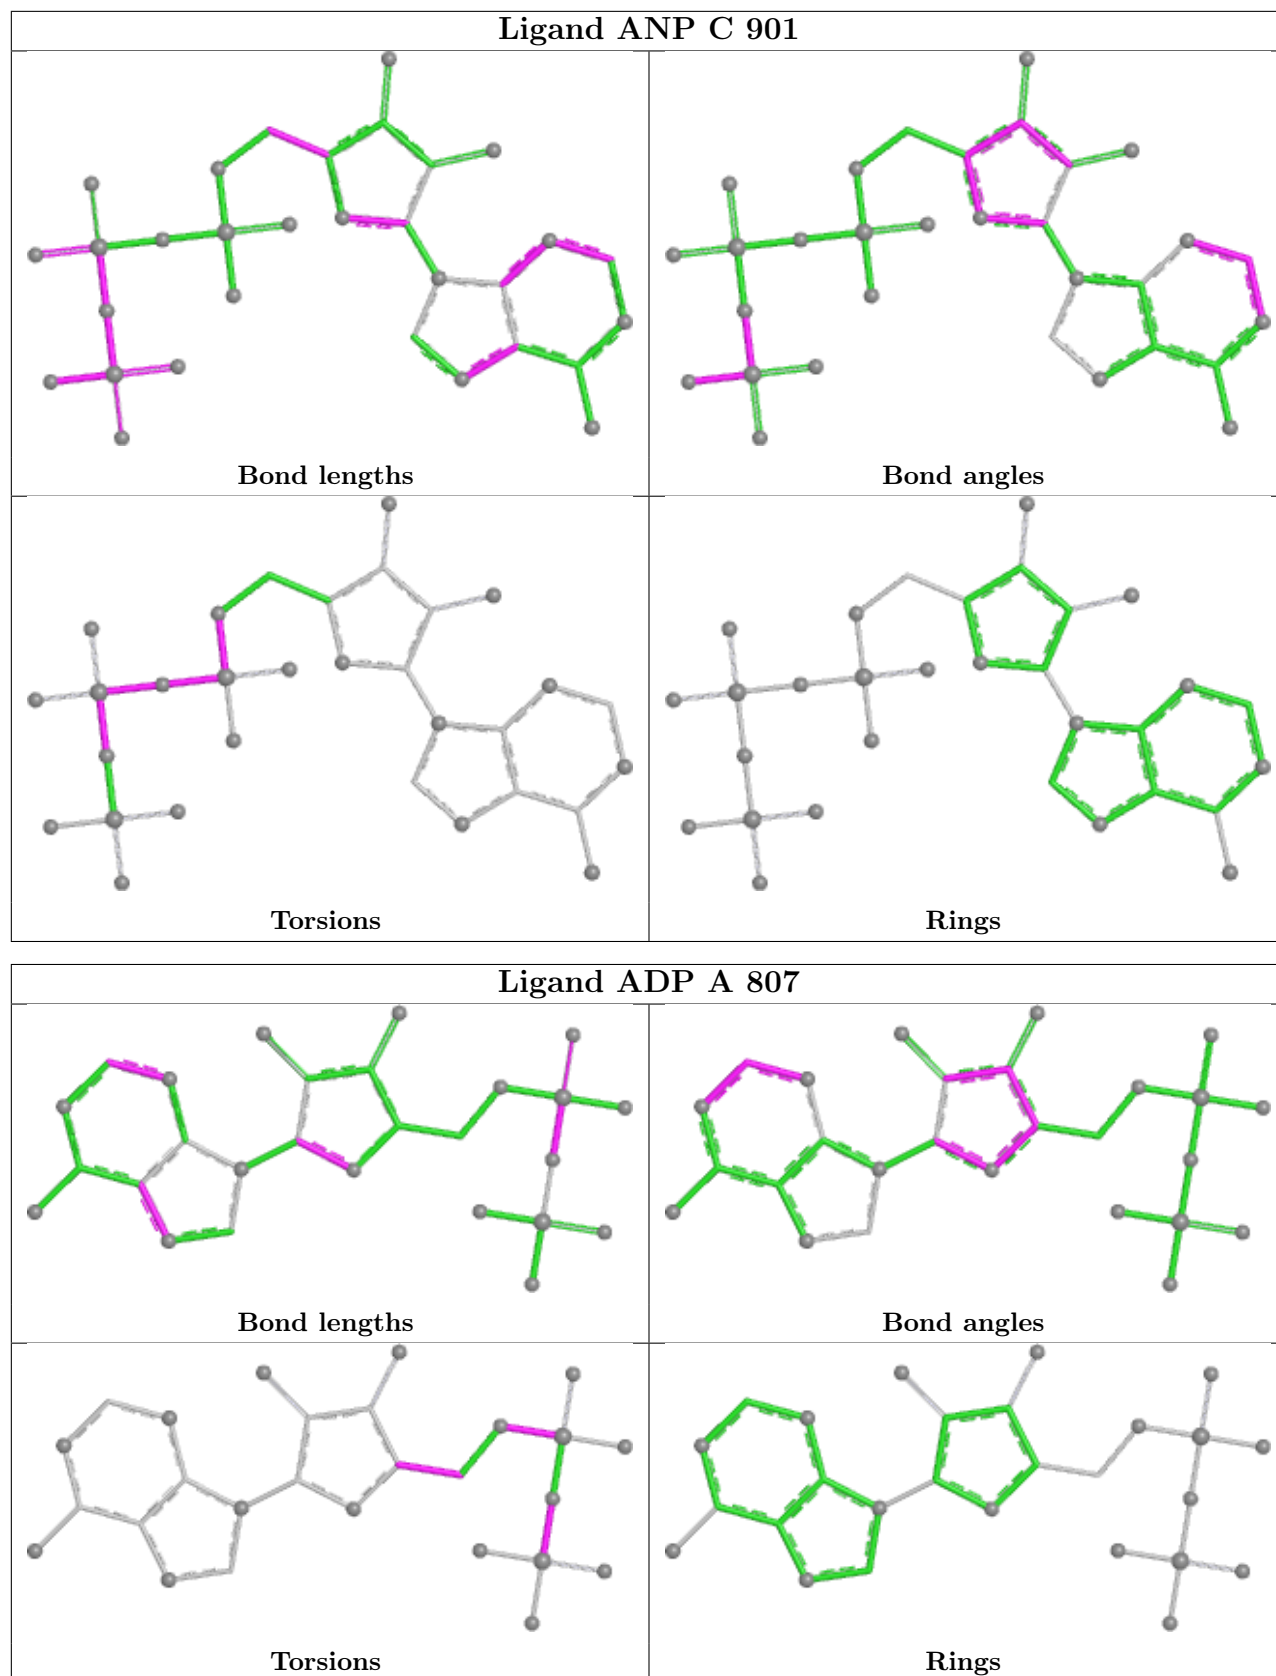 Ligand ANP C 901
Bond lengths
Bond angles
Torsions
Rings
Ligand ADP A 807
Bond lengths
Bond angles
Torsions
Rings